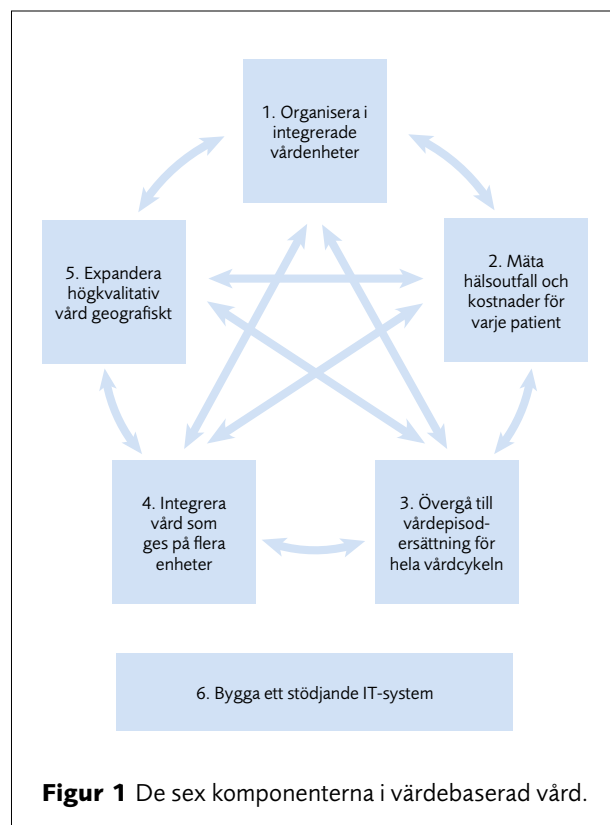 1. Organisera i
integrerade
vårdenheter
2. Mäta
hälsoutfall och
kostnader för
varje patient
5. Expandera
högkvalitativ
vård geografiskt
4. Integrera
vård som
ges på flera
enheter
3. Övergå till
vårdepisod-
ersättning för
hela vårdcykeln
6. Bygga ett stödjande IT-system
Figur 1 De sex komponenterna i värdebaserad vård.